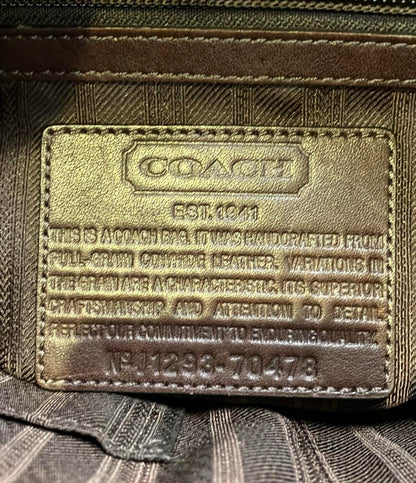 COACH
EST. 1941
THIS IS A COACH BAG. IT WAS HANDCRAFTED FROM
FULL-GRAIN COWHIDE LEATHER. VARIATIONS IN
THE GRAIN ARE A CHARACTERISTIC. ITS SUPERIOR
CRAFTSMANSHIP AND ATTENTION TO DETAIL
REFLECT OUR COMMITMENT TO ENDURING QUALITY.
Nº J1293-70473